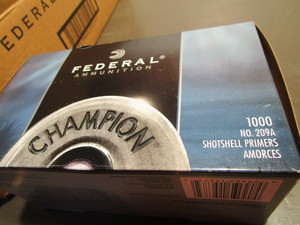 FEDERAL
FEDERAL®
AMMUNITION
CHAMPION
1000
NO. 209A
SHOTSHELL PRIMERS
AMORCES